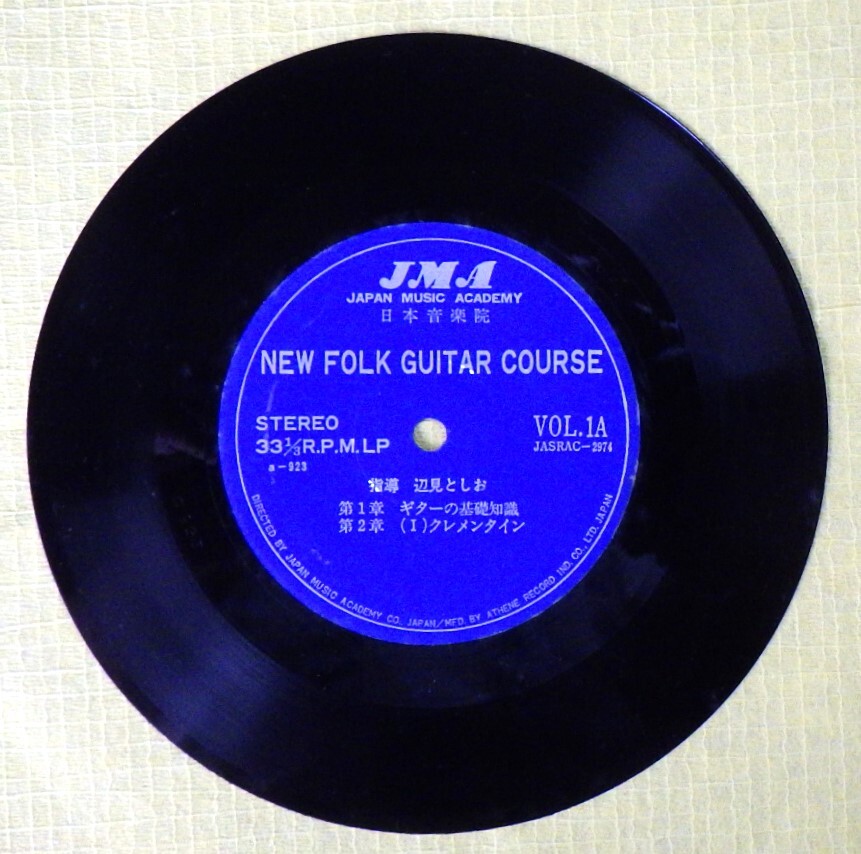 JMA
JAPAN MUSIC ACADEMY
日本音楽院
NEW FOLK GUITAR COURSE
STEREO
33⅓R.P.M.LP
a-923
VOL.1A
JASRAC-2974
指導 辺見としお
第1章 ギターの基礎知識
第2章 (I)クレメンタイン
DIRECTED BY JAPAN MUSIC ACADEMY CO. JAPAN/MFD. BY ATHENE RECORD IND. CO., LTD. JAPAN